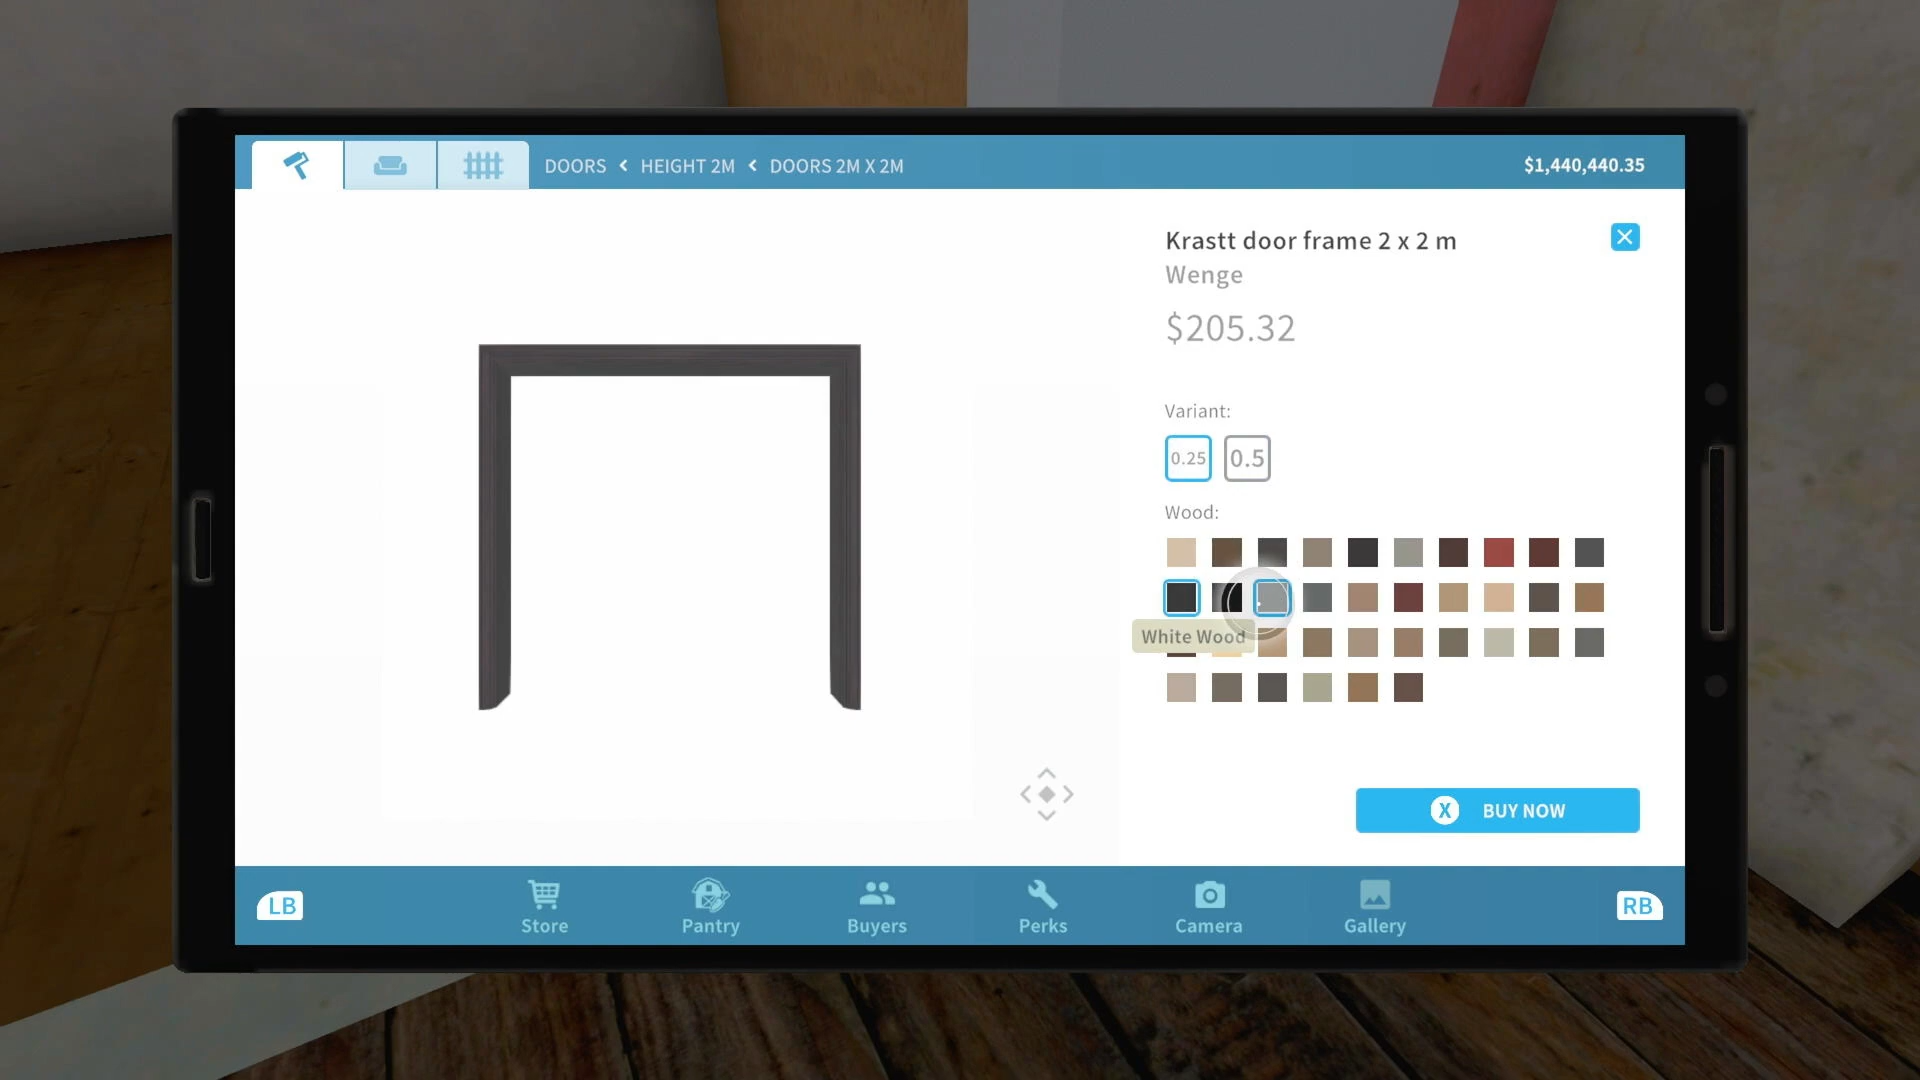 DOORS < HEIGHT 2M < DOORS 2M X 2M
$1,440,440.35
Krastt door frame 2 x 2 m
Wenge
$205.32
Variant:
0.25 0.5
Wood:
White Wood
X BUY NOW
LB Store Pantry Buyers Perks Camera Gallery RB